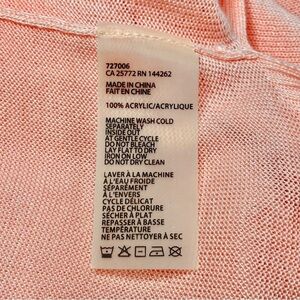 727006
CA 25772 RN 144262
MADE IN CHINA
FAIT EN CHINE
100% ACRYLIC/ACRYLIQUE
MACHINE WASH COLD
SEPARATELY
INSIDE OUT
AT GENTLE CYCLE
DO NOT BLEACH
LAY FLAT TO DRY
IRON ON LOW
DO NOT DRY CLEAN
LAVER À LA MACHINE
A L'EAU FROIDE
SÉPARÉMENT
À L'ENVERS
CYCLE DÉLICAT
PAS DE CHLORURE
SÉCHER À PLAT
REPASSER À BASSE
TEMPÉRATURE
NE PAS NETTOYER À SEC